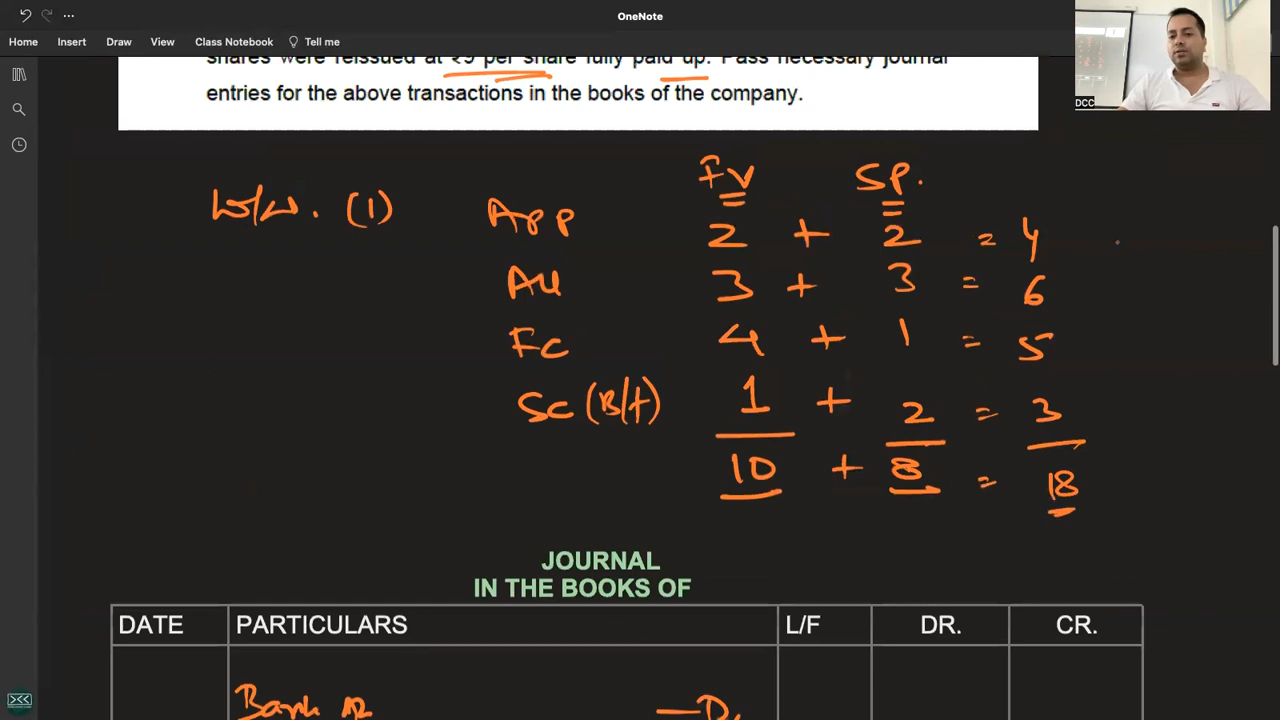 OneNote
Home Insert Draw View Class Notebook Tell me
DCC
shares were reissued at ₹9 per share fully paid up. Pass necessary journal
entries for the above transactions in the books of the company.
FV SP.
W/W. (1) App 2 + 2 = 4
All 3 + 3 = 6
FC 4 + 1 = 5
SC (B/f) 1 + 2 = 3
10 + 8 = 18
JOURNAL
IN THE BOOKS OF
DATE PARTICULARS L/F DR. CR.
Bank A/c — Dr
DCC